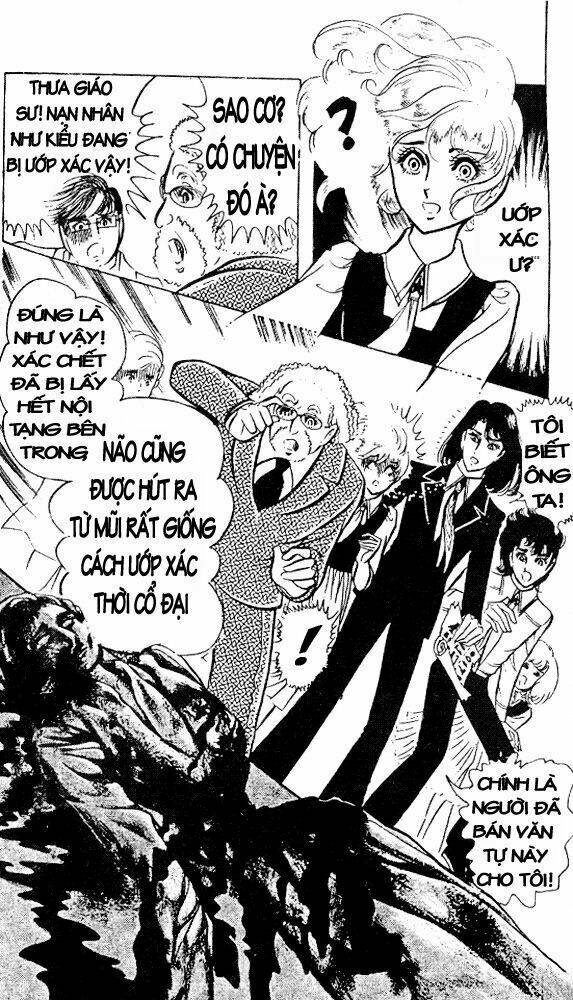 THƯA GIÁO
SƯ! NẠN NHÂN
NHƯ KIỂU ĐANG
BỊ ƯỚP XÁC VẬY!
SAO CƠ?
CÓ CHUYỆN
ĐÓ À?
?
ƯỚP
XÁC
Ư?
ĐÚNG LÀ
NHƯ VẬY!
XÁC CHẾT
ĐÃ BỊ LẤY
HẾT NỘI
TẠNG BÊN
TRONG
NÃO CŨNG
ĐƯỢC HÚT RA
TỪ MŨI RẤT GIỐNG
CÁCH ƯỚP XÁC
THỜI CỔ ĐẠI
TÔI
BIẾT
ÔNG
TA!
!
CHÍNH LÀ
NGƯỜI ĐÃ
BÁN VĂN
TỰ NÀY
CHO TÔI!